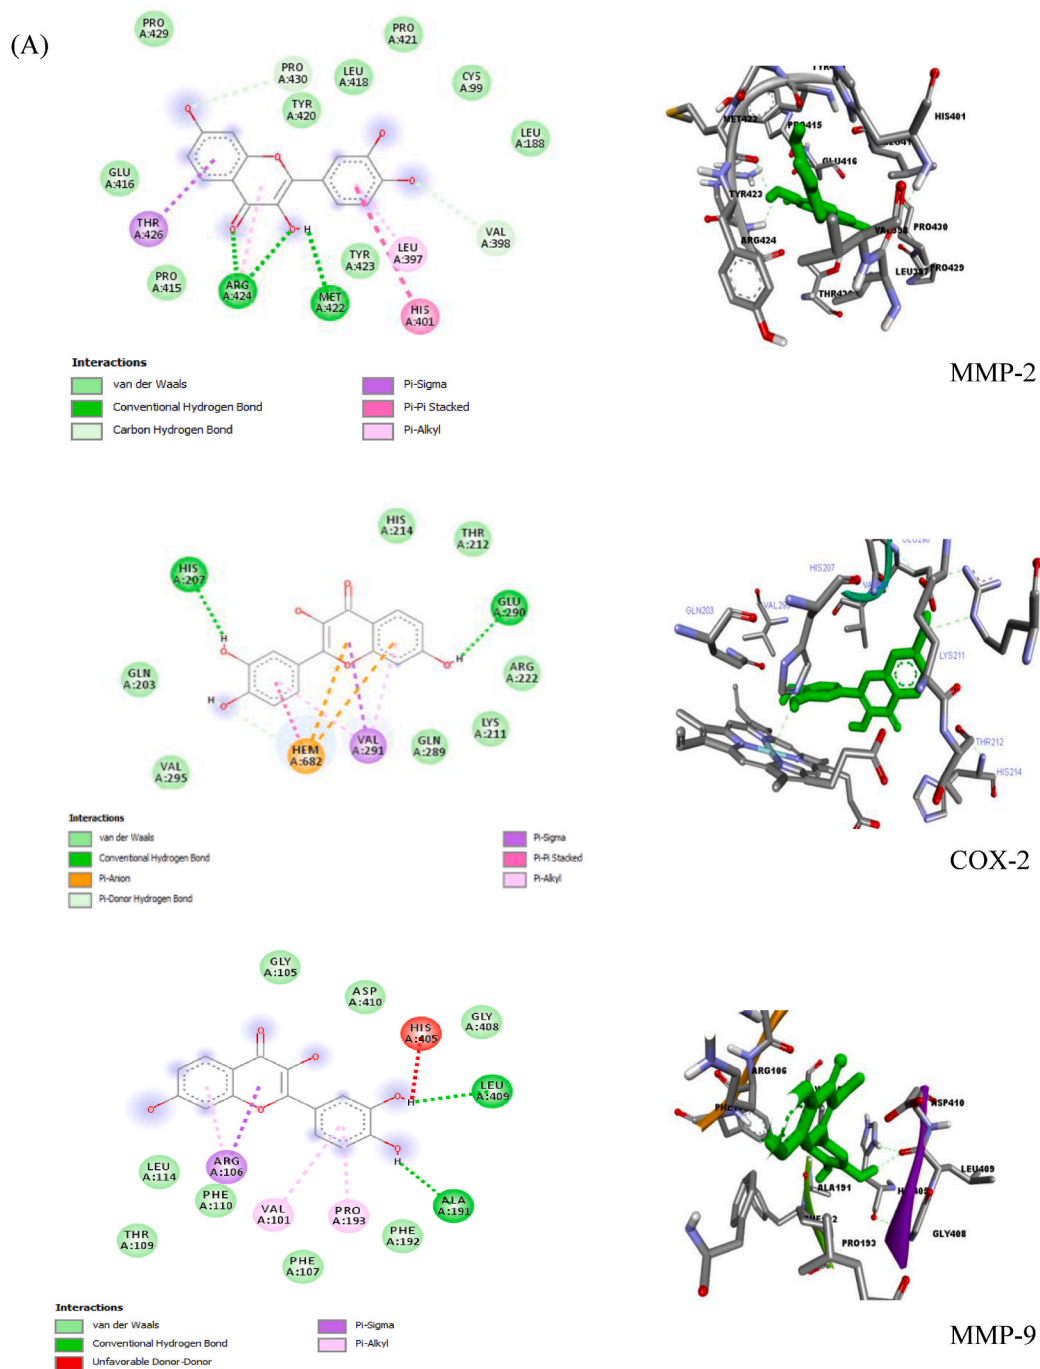 (A)
PRO
A:429
PRO
A:430
LEU
A:418
PRO
A:421
CYS
A:99
TYR
A:420
LEU
A:188
GLU
A:416
THR
A:426
VAL
A:398
PRO
A:415
ARG
A:424
H
MET
A:422
TYR
A:423
LEU
A:397
HIS
A:401
Interactions
van der Waals
Conventional Hydrogen Bond
Carbon Hydrogen Bond
Pi-Sigma
Pi-Pi Stacked
Pi-Alkyl
HIS401
MET422
PRO415
GLU416
TYR423
ARG424
PRO430
PRO429
MMP-2
HIS
A:214
THR
A:212
HIS
A:207
GLU
A:290
H
H
H
GLN
A:203
ARG
A:222
LYS
A:211
VAL
A:295
HEM
A:682
VAL
A:291
GLN
A:289
Interactions
van der Waals
Conventional Hydrogen Bond
Pi-Anion
Pi-Donor Hydrogen Bond
Pi-Sigma
Pi-Pi Stacked
Pi-Alkyl
HIS207
GLN203
LYS211
THR212
HIS214
COX-2
GLY
A:105
ASP
A:410
HIS
A:405
GLY
A:408
LEU
A:409
H
H
LEU
A:114
ARG
A:106
PHE
A:110
VAL
A:101
PRO
A:193
ALA
A:191
PHE
A:192
THR
A:109
PHE
A:107
Interactions
van der Waals
Conventional Hydrogen Bond
Unfavorable Donor-Donor
Pi-Sigma
Pi-Alkyl
ARG106
ASP410
LEU409
ALA191
PRO193
GLY408
MMP-9